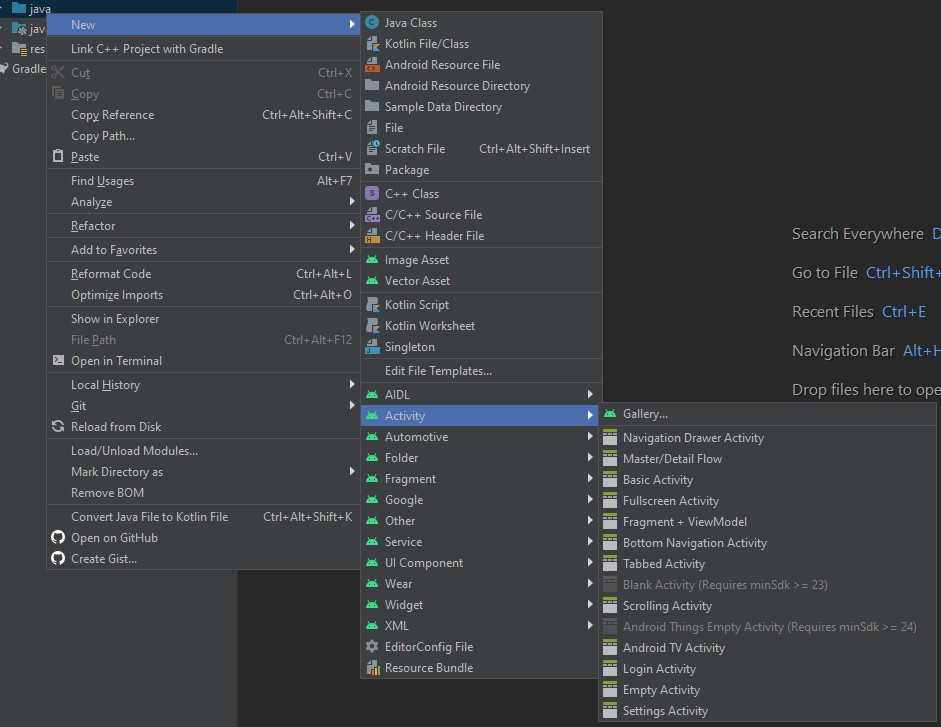 java
jav
res
Gradle
New
Link C++ Project with Gradle
Cut Ctrl+X
Copy Ctrl+C
Copy Reference Ctrl+Alt+Shift+C
Copy Path...
Paste Ctrl+V
Find Usages Alt+F7
Analyze
Refactor
Add to Favorites
Reformat Code Ctrl+Alt+L
Optimize Imports Ctrl+Alt+O
Show in Explorer
File Path Ctrl+Alt+F12
Open in Terminal
Local History
Git
Reload from Disk
Load/Unload Modules...
Mark Directory as
Remove BOM
Convert Java File to Kotlin File Ctrl+Alt+Shift+K
Open on GitHub
Create Gist...
Java Class
Kotlin File/Class
Android Resource File
Android Resource Directory
Sample Data Directory
File
Scratch File Ctrl+Alt+Shift+Insert
Package
C++ Class
C/C++ Source File
C/C++ Header File
Image Asset
Vector Asset
Kotlin Script
Kotlin Worksheet
Singleton
Edit File Templates...
AIDL
Activity
Automotive
Folder
Fragment
Google
Other
Service
UI Component
Wear
Widget
XML
EditorConfig File
Resource Bundle
Gallery...
Navigation Drawer Activity
Master/Detail Flow
Basic Activity
Fullscreen Activity
Fragment + ViewModel
Bottom Navigation Activity
Tabbed Activity
Blank Activity (Requires minSdk >= 23)
Scrolling Activity
Android Things Empty Activity (Requires minSdk >= 24)
Android TV Activity
Login Activity
Empty Activity
Settings Activity
Search Everywhere D
Go to File Ctrl+Shift+
Recent Files Ctrl+E
Navigation Bar Alt+H
Drop files here to ope